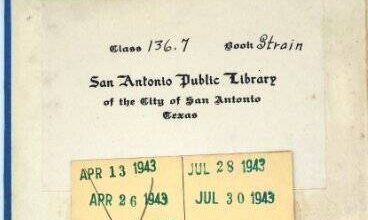 Class 136.7 Book Strain
San Antonio Public Library
of the City of San Antonio
Texas
APR 13 1943 JUL 28 1943
APR 26 1943 JUL 30 1943